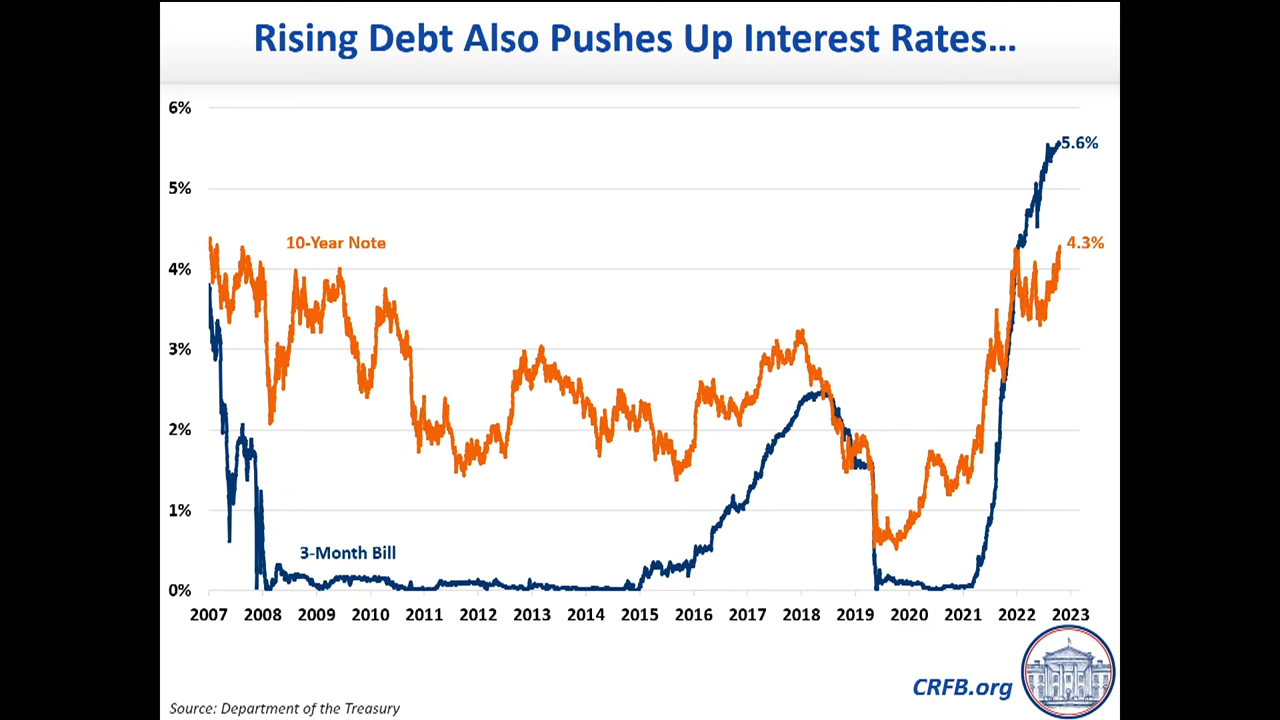 Rising Debt Also Pushes Up Interest Rates...
6%
5.6%
5%
10-Year Note
4.3%
4%
3%
2%
1%
3-Month Bill
0%
2007 2008 2009 2010 2011 2012 2013 2014 2015 2016 2017 2018 2019 2020 2021 2022 2023
CRFB.org
Source: Department of the Treasury